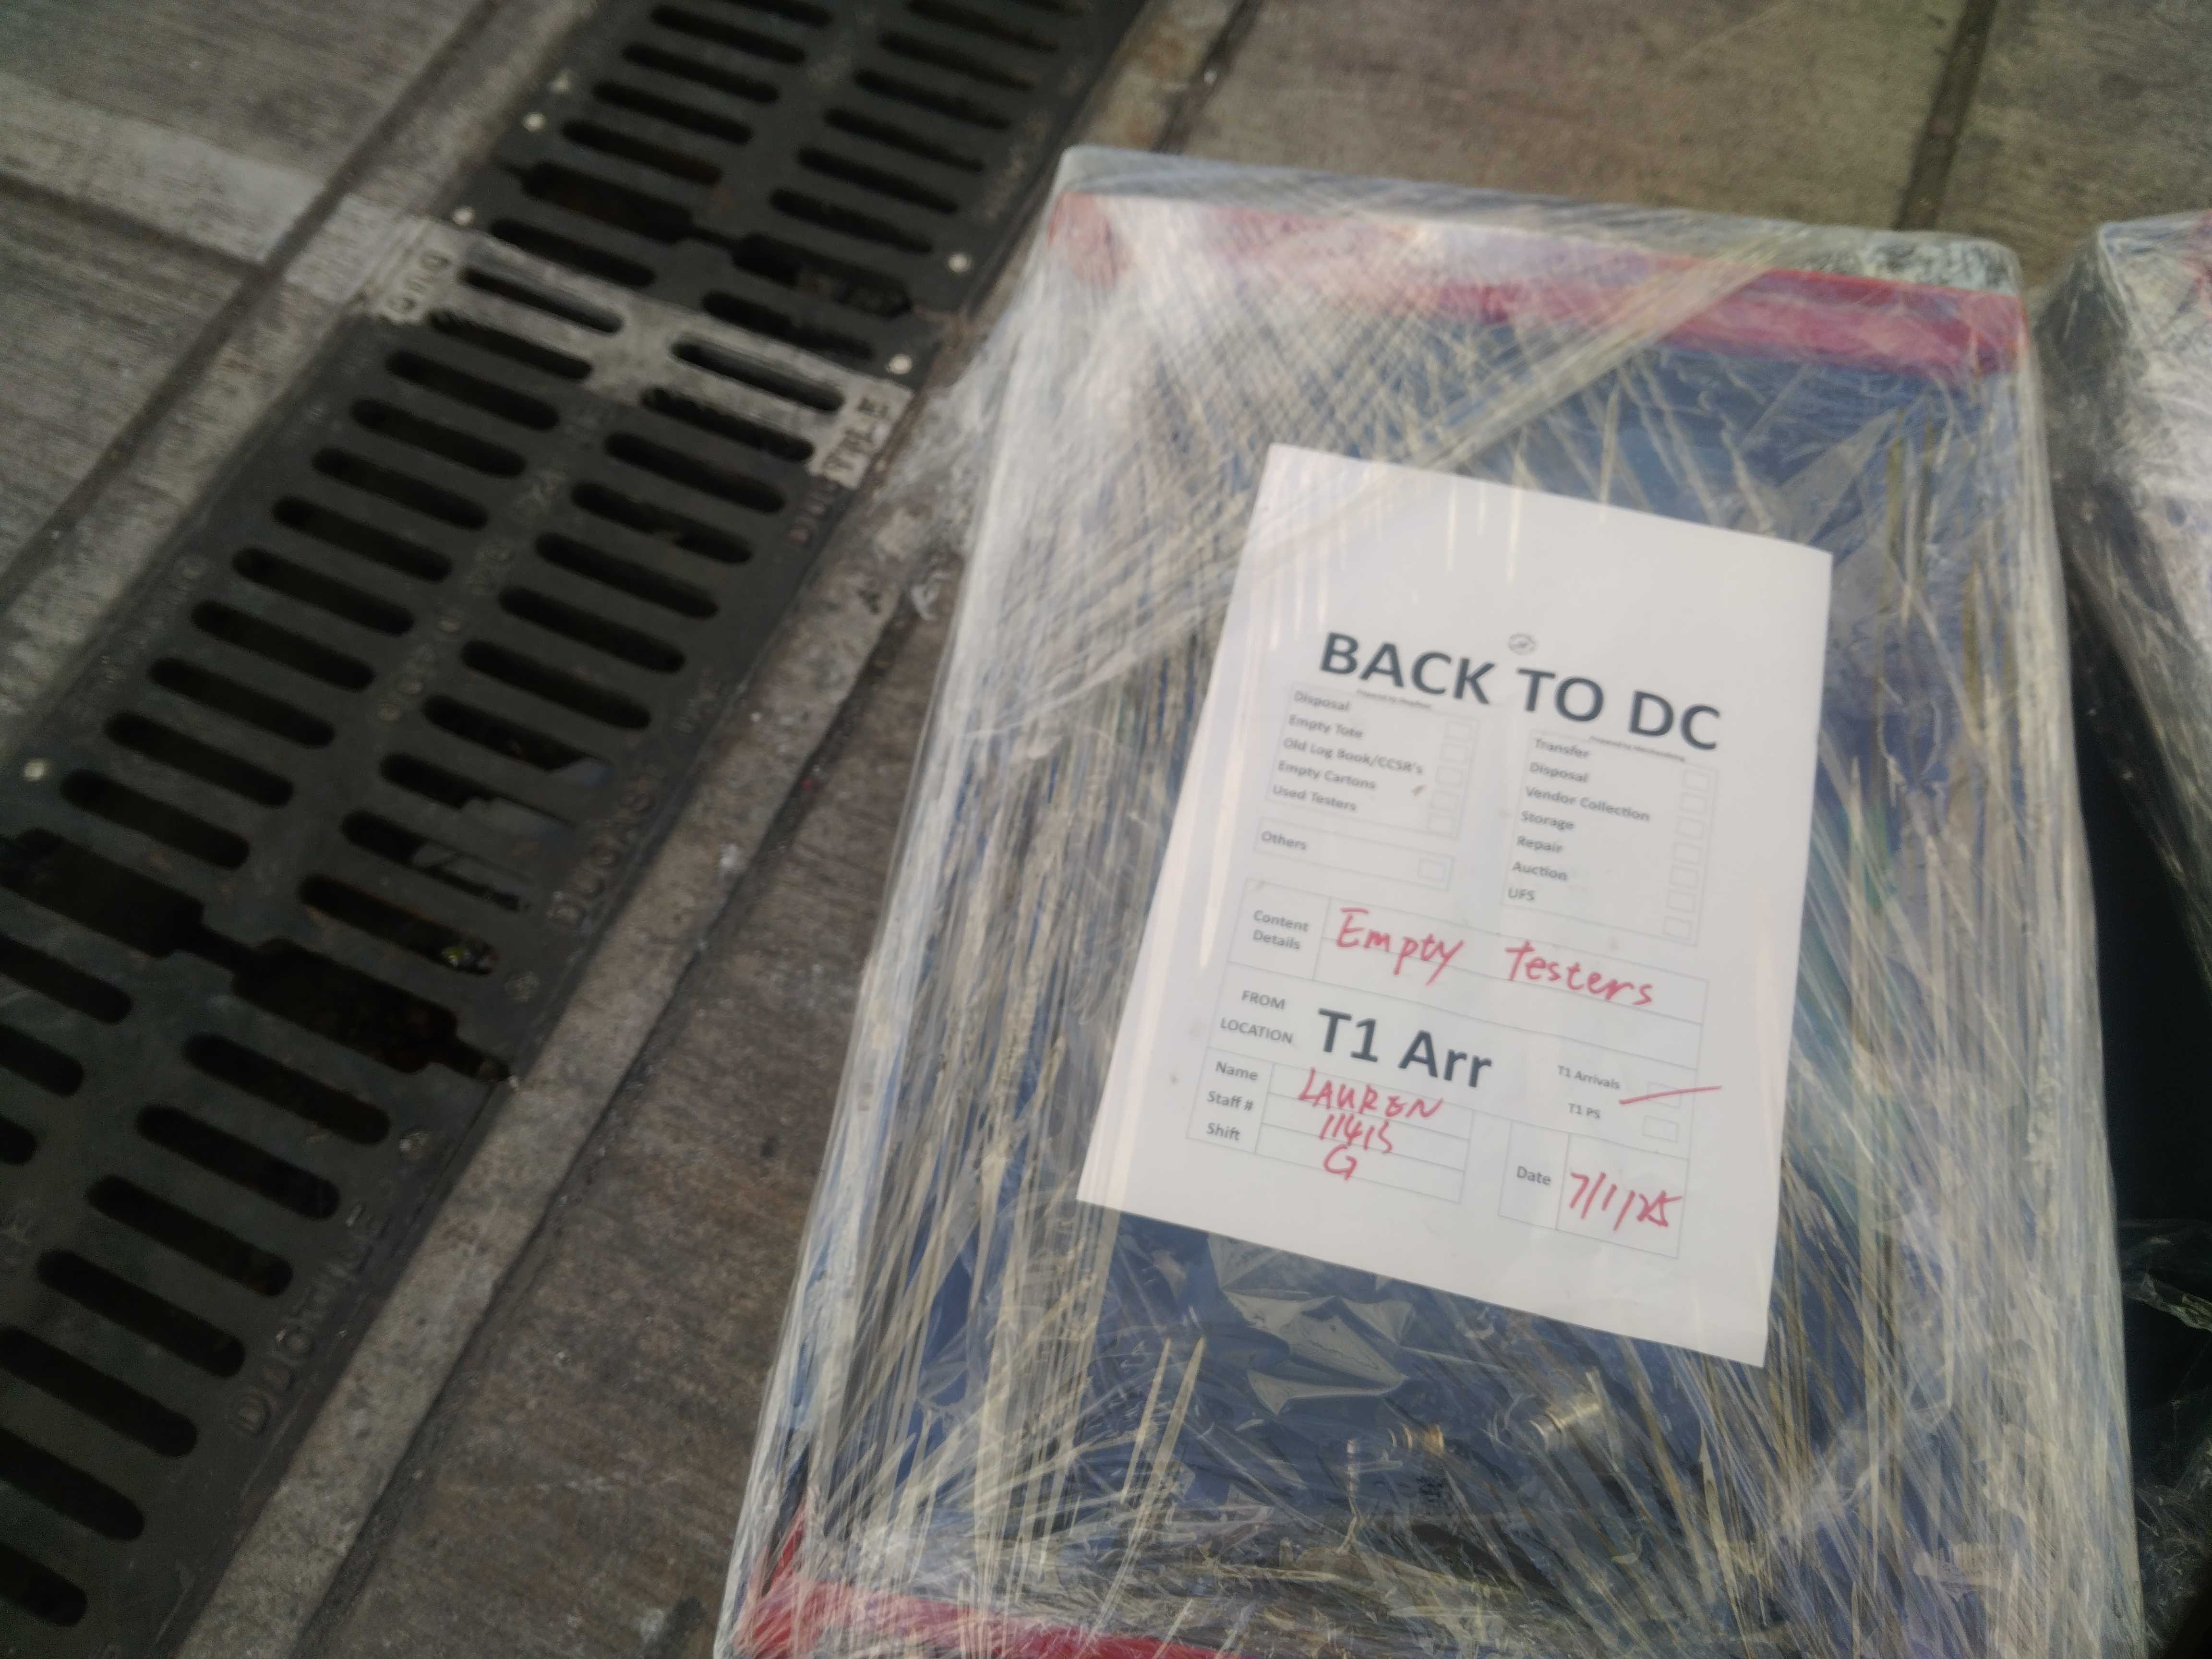 BACK TO DC
Disposal
Empty Tote
Old Log Book/CCSR's
Empty Cartons
Used Testers
Others
Transfer
Disposal
Vendor Collection
Storage
Repair
Auction
UFS
Content Details
Empty Testers
FROM LOCATION
T1 Arr
T1 Arrivals
T1 PS
Name LAUREN
Staff #
Shift G
Date 7/1/25